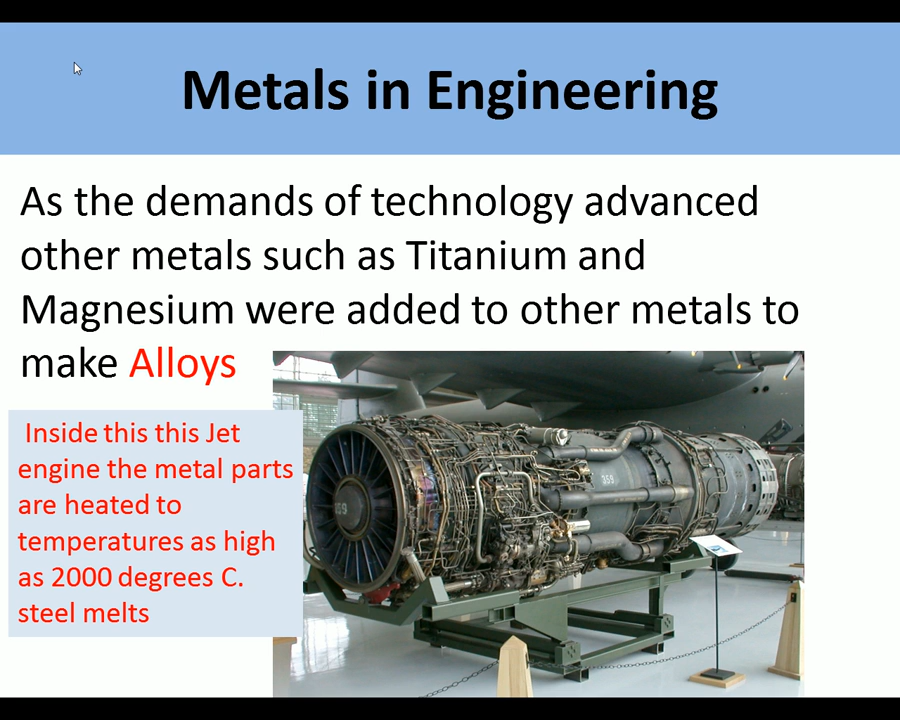 Metals in Engineering
As the demands of technology advanced
other metals such as Titanium and
Magnesium were added to other metals to
make Alloys
Inside this this Jet
engine the metal parts
are heated to
temperatures as high
as 2000 degrees C.
steel melts
359
59